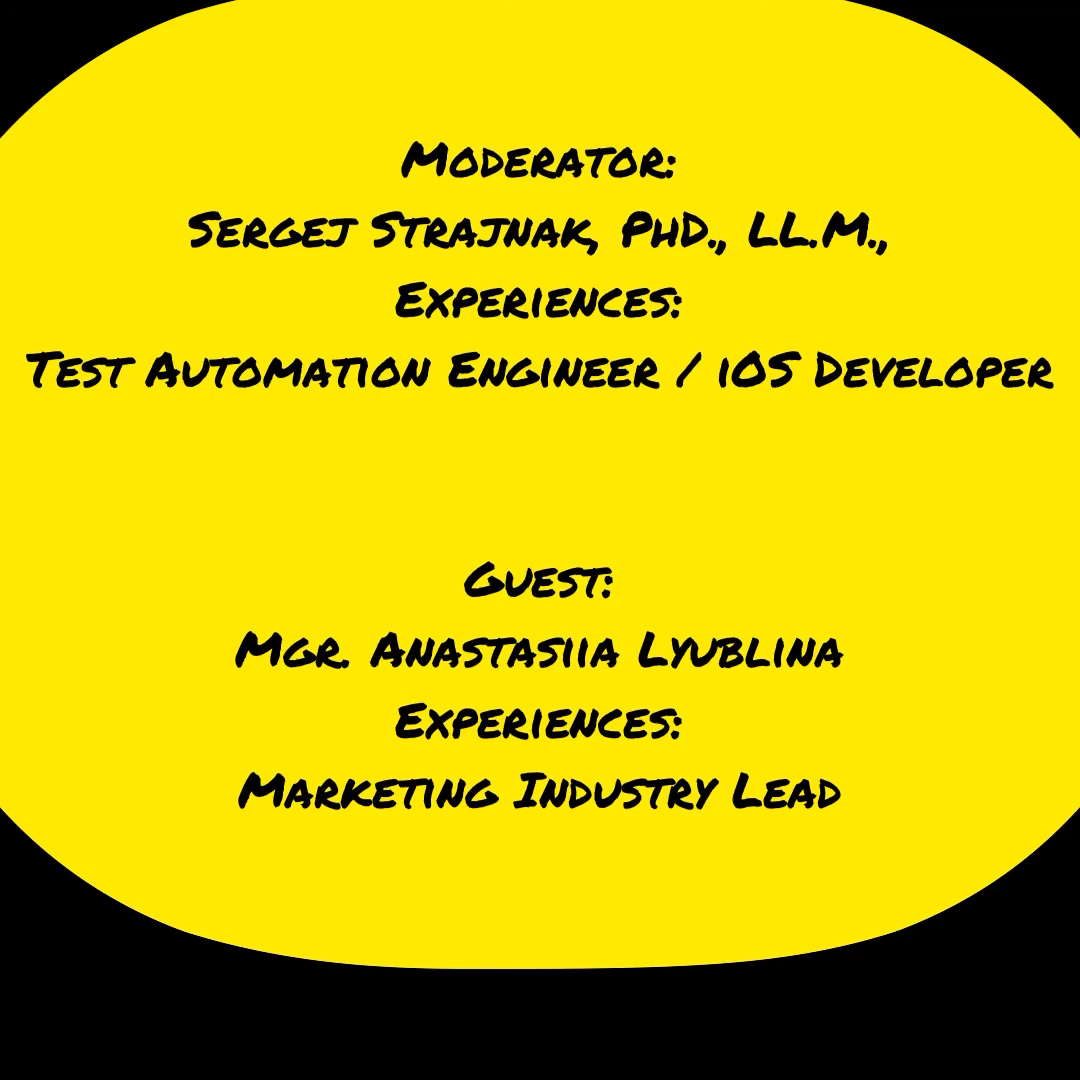 Moderator:
Sergej Strajnak, PhD., LL.M.,
Experiences:
Test Automation Engineer / iOS Developer
Guest:
Mgr. Anastasiia Lyublina
Experiences:
Marketing Industry Lead